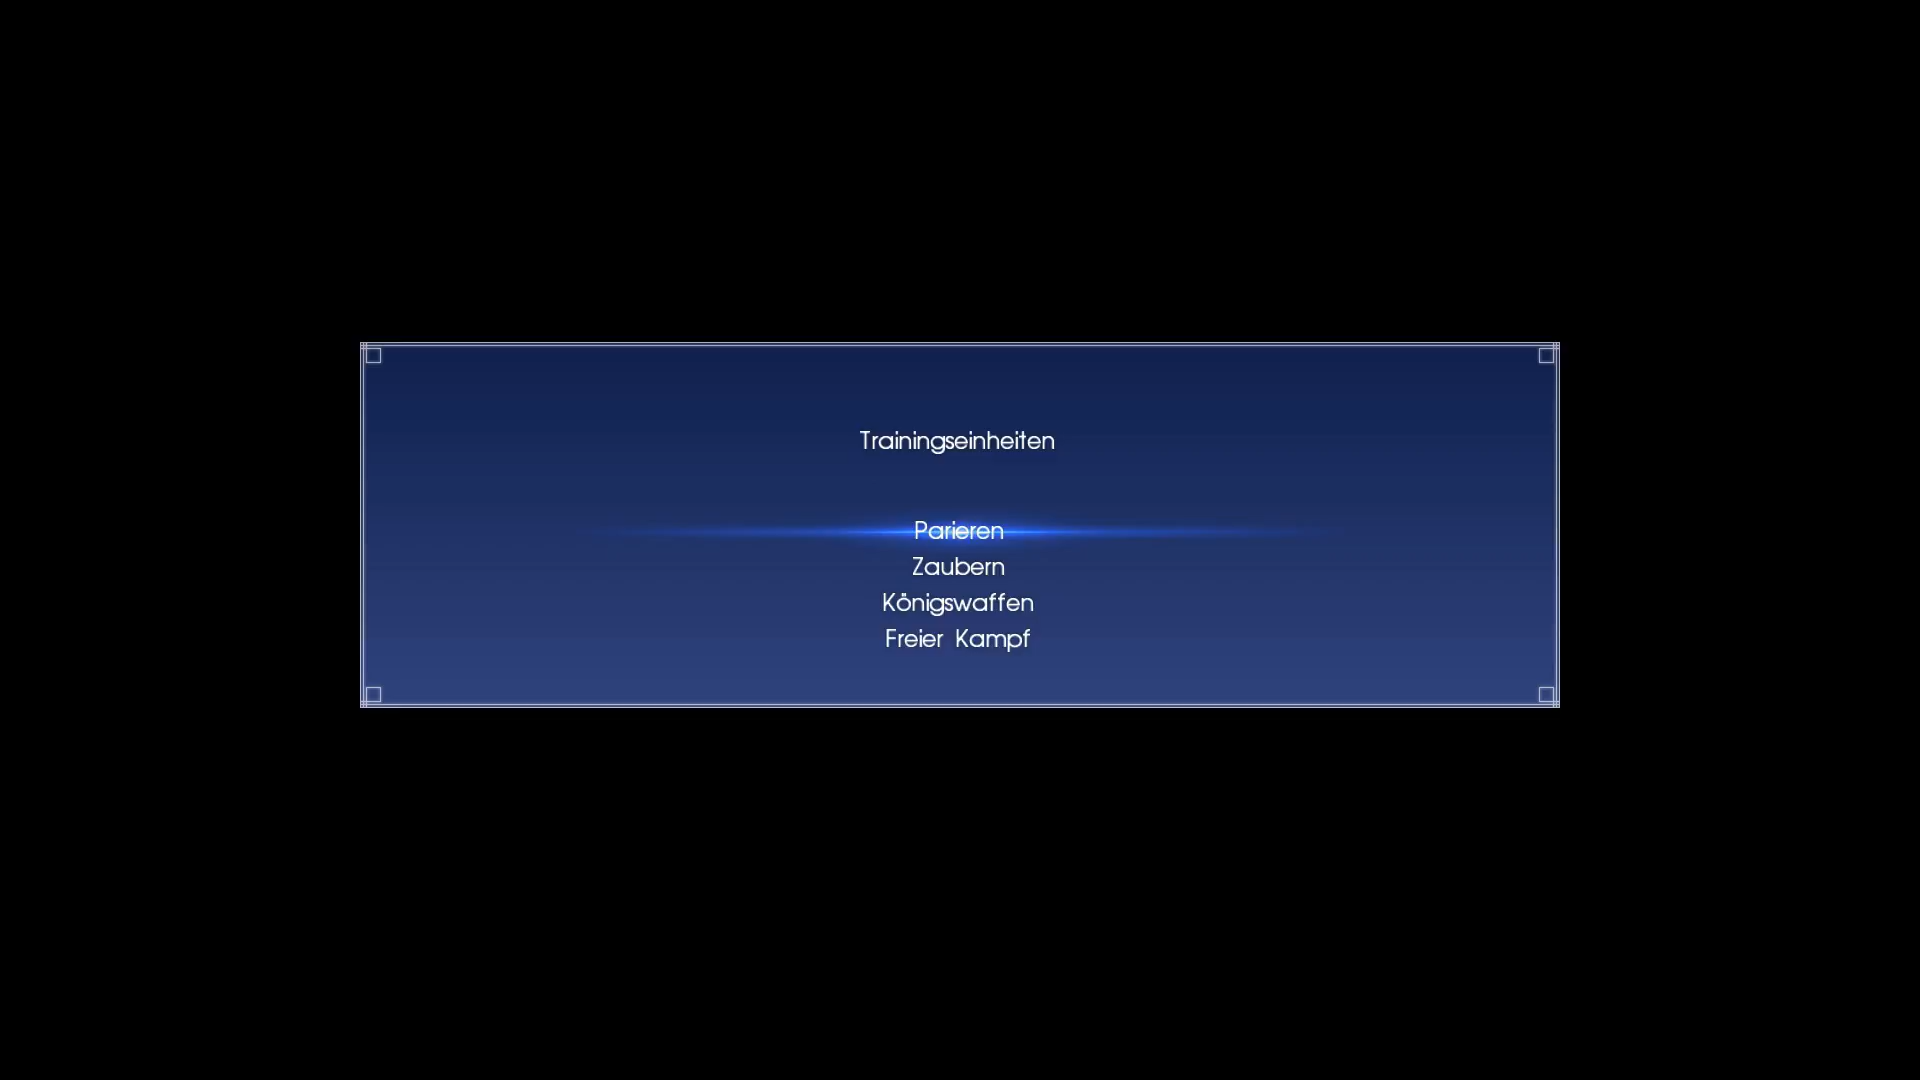 Trainingseinheiten
Parieren
Zaubern
Königswaffen
Freier Kampf